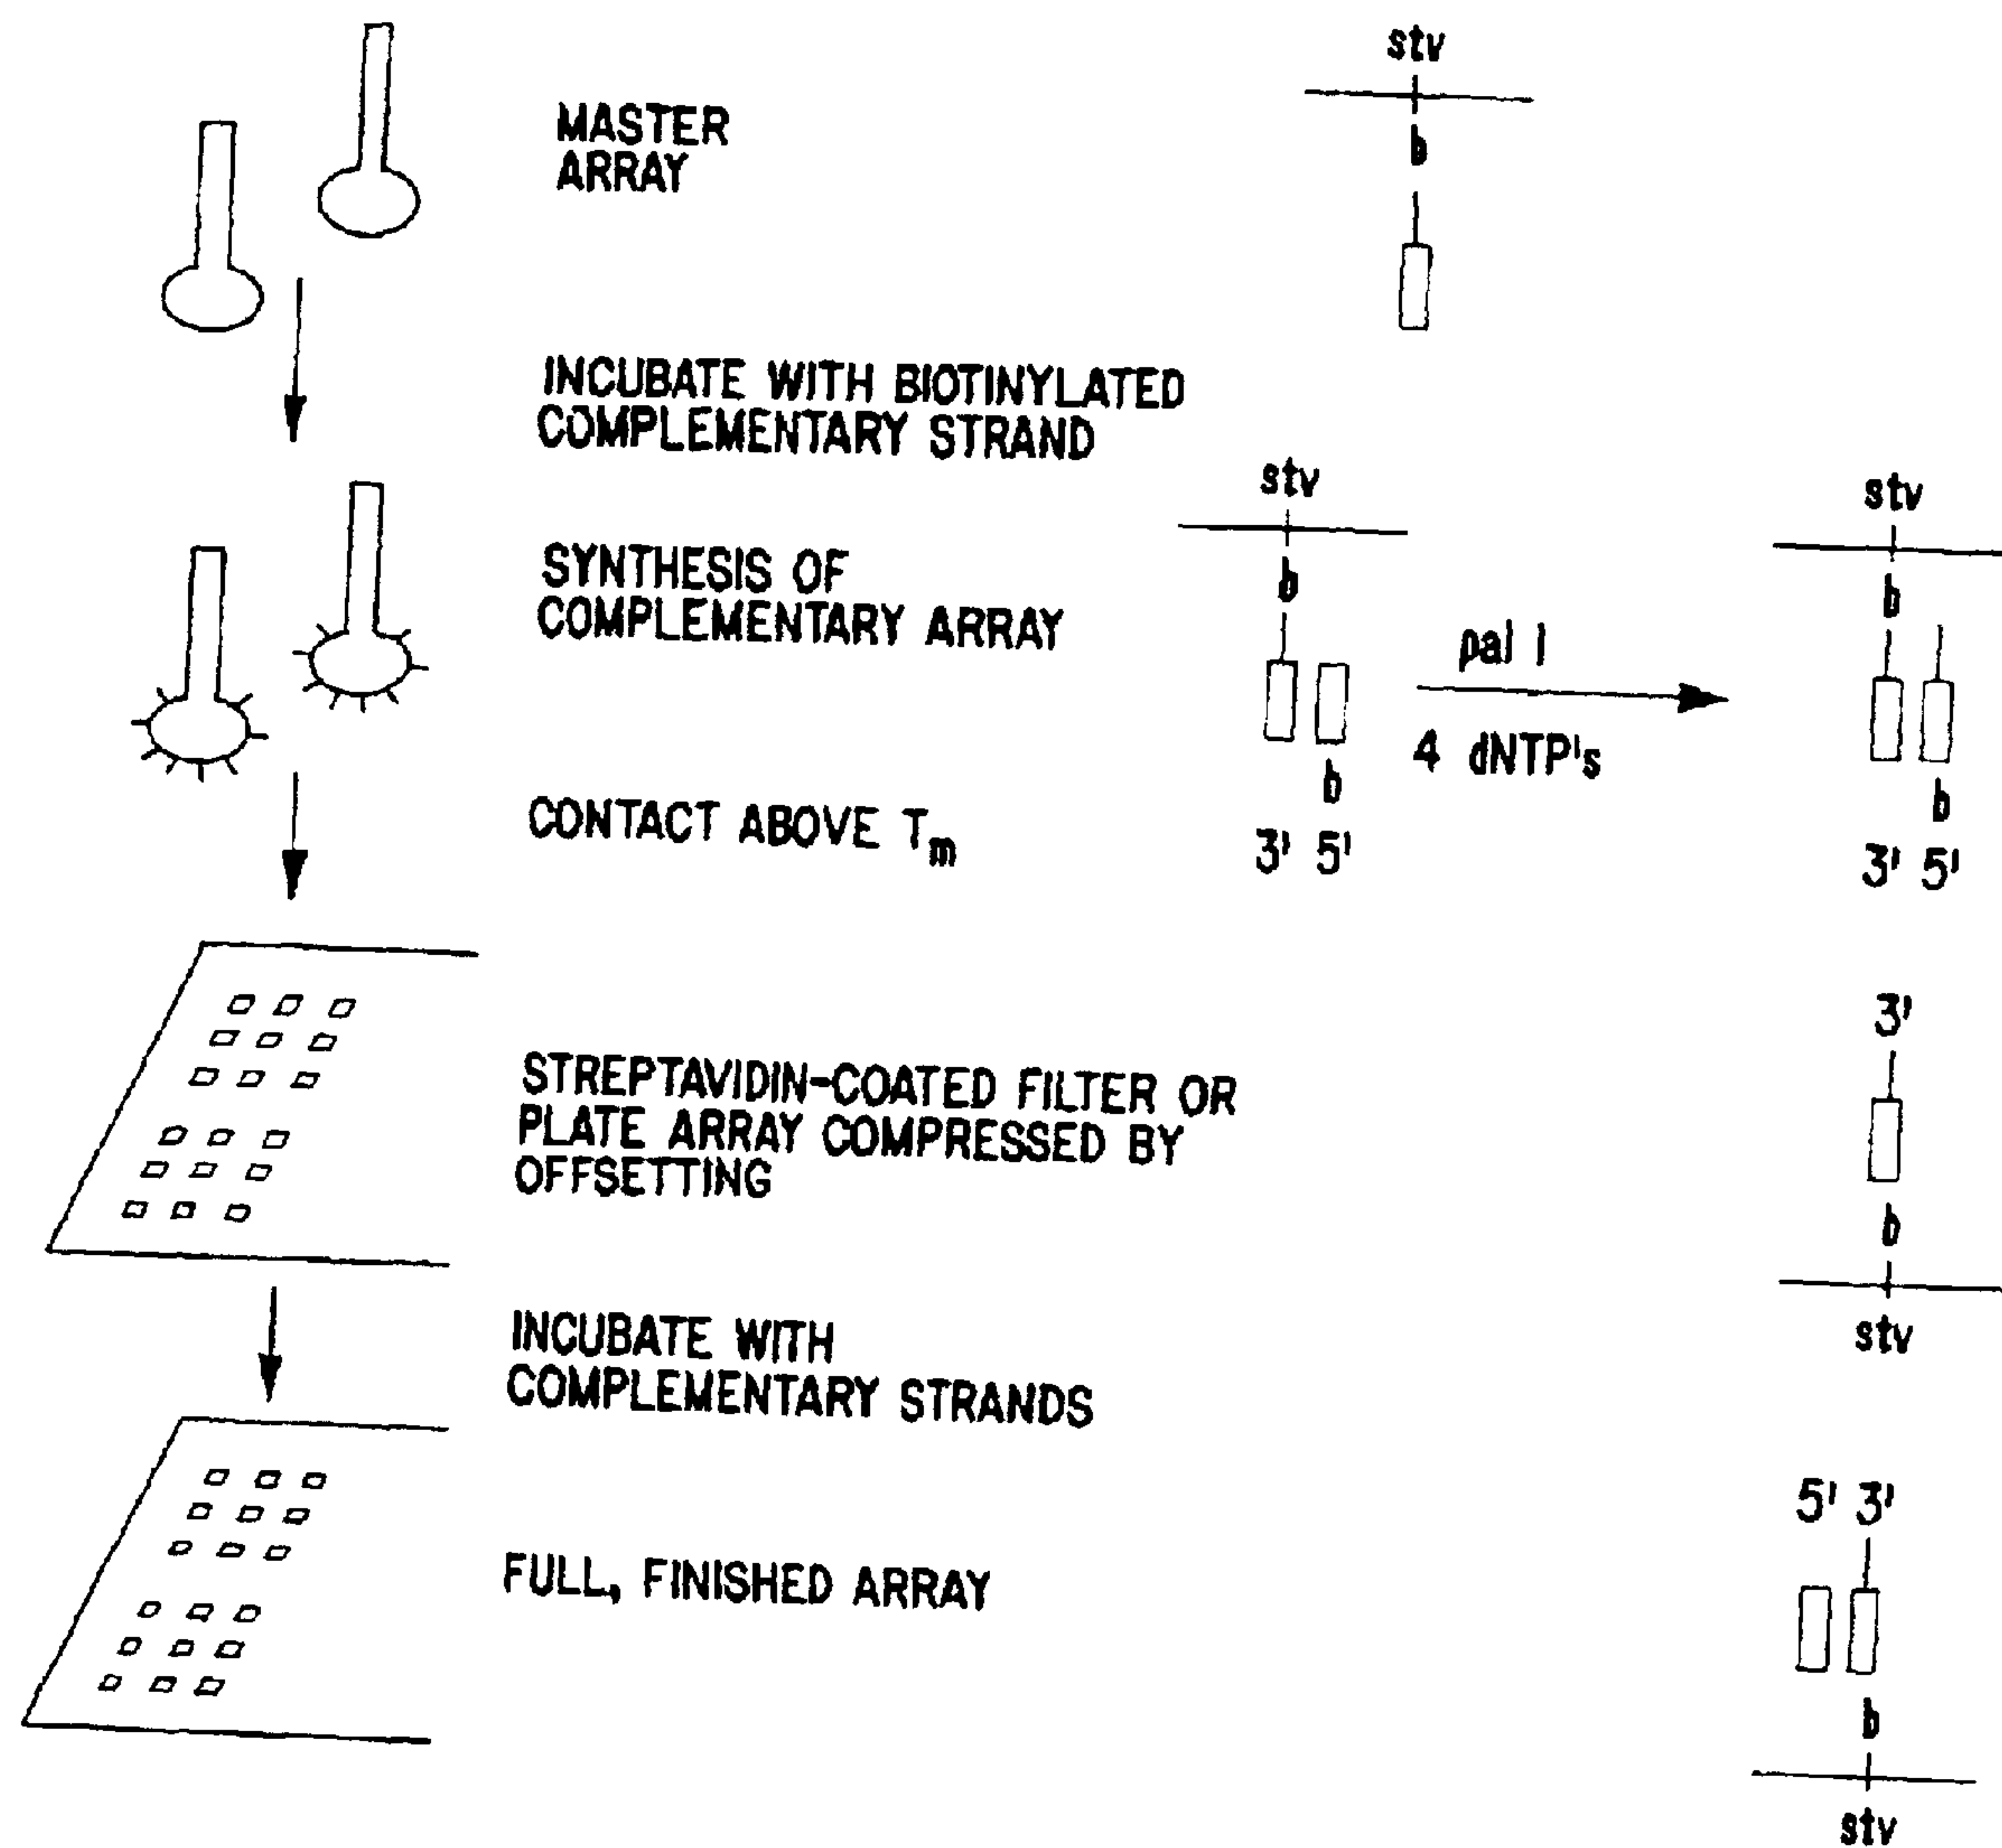 stv
MASTER
ARRAY
b
INCUBATE WITH BIOTINYLATED
COMPLEMENTARY STRAND
stv
stv
SYNTHESIS OF
COMPLEMENTARY ARRAY
b
b
pal I
4 dNTP's
b
b
3' 5'
3' 5'
CONTACT ABOVE Tm
3'
STREPTAVIDIN-COATED FILTER OR
PLATE ARRAY COMPRESSED BY
OFFSETTING
b
stv
INCUBATE WITH
COMPLEMENTARY STRANDS
5' 3'
FULL, FINISHED ARRAY
b
stv